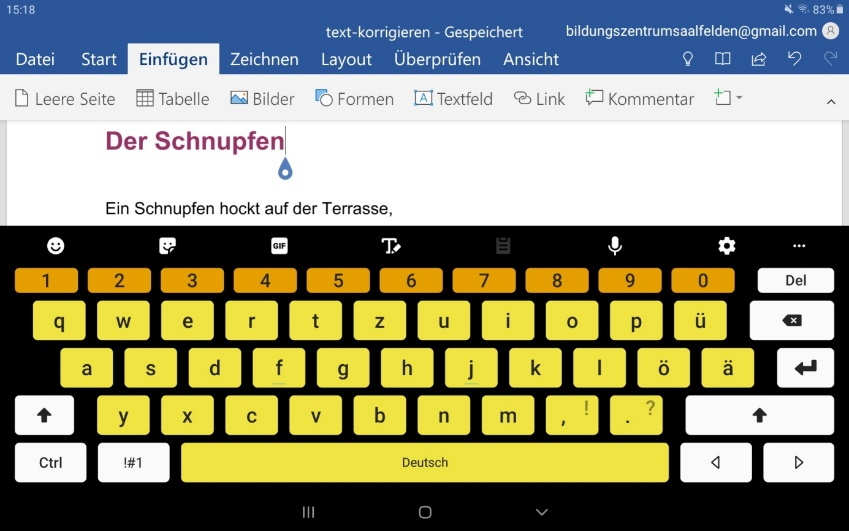 15:18
83%
text-korrigieren - Gespeichert
bildungszentrumsaalfelden@gmail.com
Datei Start Einfügen Zeichnen Layout Überprüfen Ansicht
Leere Seite Tabelle Bilder Formen Textfeld Link Kommentar
Der Schnupfen
Ein Schnupfen hockt auf der Terrasse,
GIF
1 2 3 4 5 6 7 8 9 0 Del
q w e r t z u i o p ü
a s d f g h j k l ö ä
y x c v b n m , ! . ?
Ctrl !#1 Deutsch